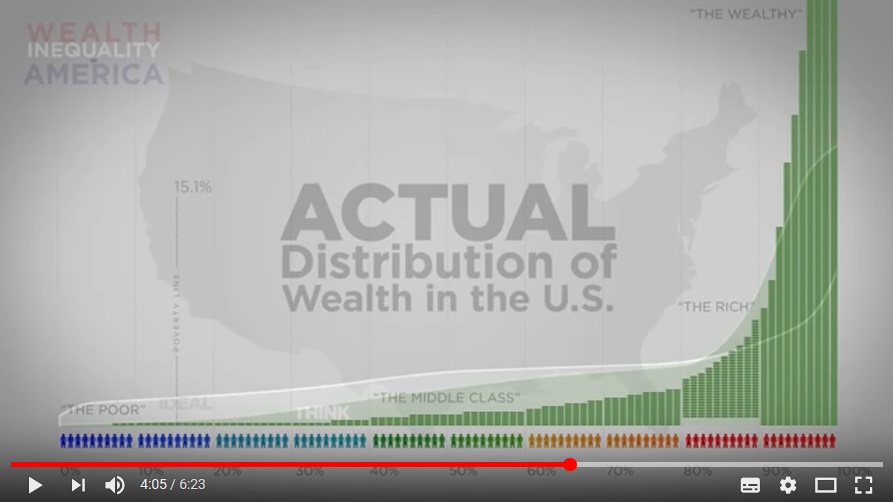 "THE WEALTHY"
WEALTH
INEQUALITY
IN
AMERICA
15.1%
ACTUAL
Distribution of
Wealth in the U.S.
POVERTY LINE
"THE RICH"
"THE POOR"
IDEAL
THINK
"THE MIDDLE CLASS"
0% 10% 20% 30% 40% 50% 60% 70% 80% 90% 100%
4:05 / 6:23